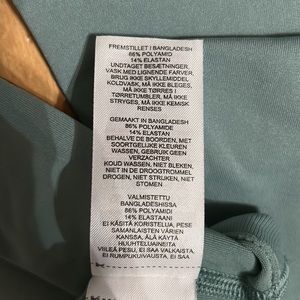 FREMSTILLET I BANGLADESH
86% POLYAMID
14% ELASTAN
UNDTAGET BESÆTNINGER,
VASK MED LIGNENDE FARVER,
BRUG IKKE SKYLLEMIDDEL
KOLDVASK, MÅ IKKE BLEGES,
MÅ IKKE TØRRES I
TØRRETUMBLER, MÅ IKKE
STRYGES, MÅ IKKE KEMISK
RENSES
GEMAAKT IN BANGLADESH
86% POLYAMIDE
14% ELASTAAN
BEHALVE DE BOORDEN, MET
SOORTGELIJKE KLEUREN
WASSEN, GEBRUIK GEEN
VERZACHTER
KOUD WASSEN, NIET BLEKEN,
NIET IN DE DROOGTROMMEL
DROGEN, NIET STRIJKEN, NIET
STOMEN
VALMISTETTU
BANGLADESHISSA
86% POLYAMIDI
14% ELASTAANI
EI KÄSITÄ KORISTELUA, PESE
SAMANLAISTEN VÄRIEN
KANSSA, ÄLÄ KÄYTÄ
HUUHTELUAINEITA
VIILEÄ PESU, EI SAA VALKAISTA,
EI RUMPUKUIVAUST, EI SAA